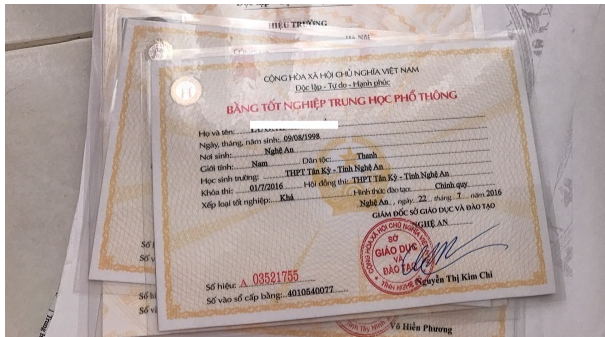 HIỆU TRƯỞNG
CỘNG HÒA XÃ HỘI CHỦ NGHĨA VIỆT NAM
Độc lập - Tự do - Hạnh phúc
BẰNG TỐT NGHIỆP TRUNG HỌC PHỔ THÔNG
Họ và tên:
Ngày, tháng, năm sinh: 09/08/1998
Nơi sinh: Nghệ An
Giới tính: Nam Dân tộc: Thanh
Học sinh trường: THPT Tân Kỳ - Tỉnh Nghệ An
Khóa thi: 01/7/2016 Hội đồng thi: THPT Tân Kỳ - Tỉnh Nghệ An
Xếp loại tốt nghiệp: Khá Hình thức đào tạo: Chính quy
Nghệ An, ngày 22 tháng 7 năm 2016
GIÁM ĐỐC SỞ GIÁO DỤC VÀ ĐÀO TẠO
NGHỆ AN
SỞ
GIÁO DỤC
VÀ
ĐÀO TẠO
Nguyễn Thị Kim Chi
Số hiệu: A 03521755
Số vào sổ cấp bằng: 4010540077
Võ Hiền Phương